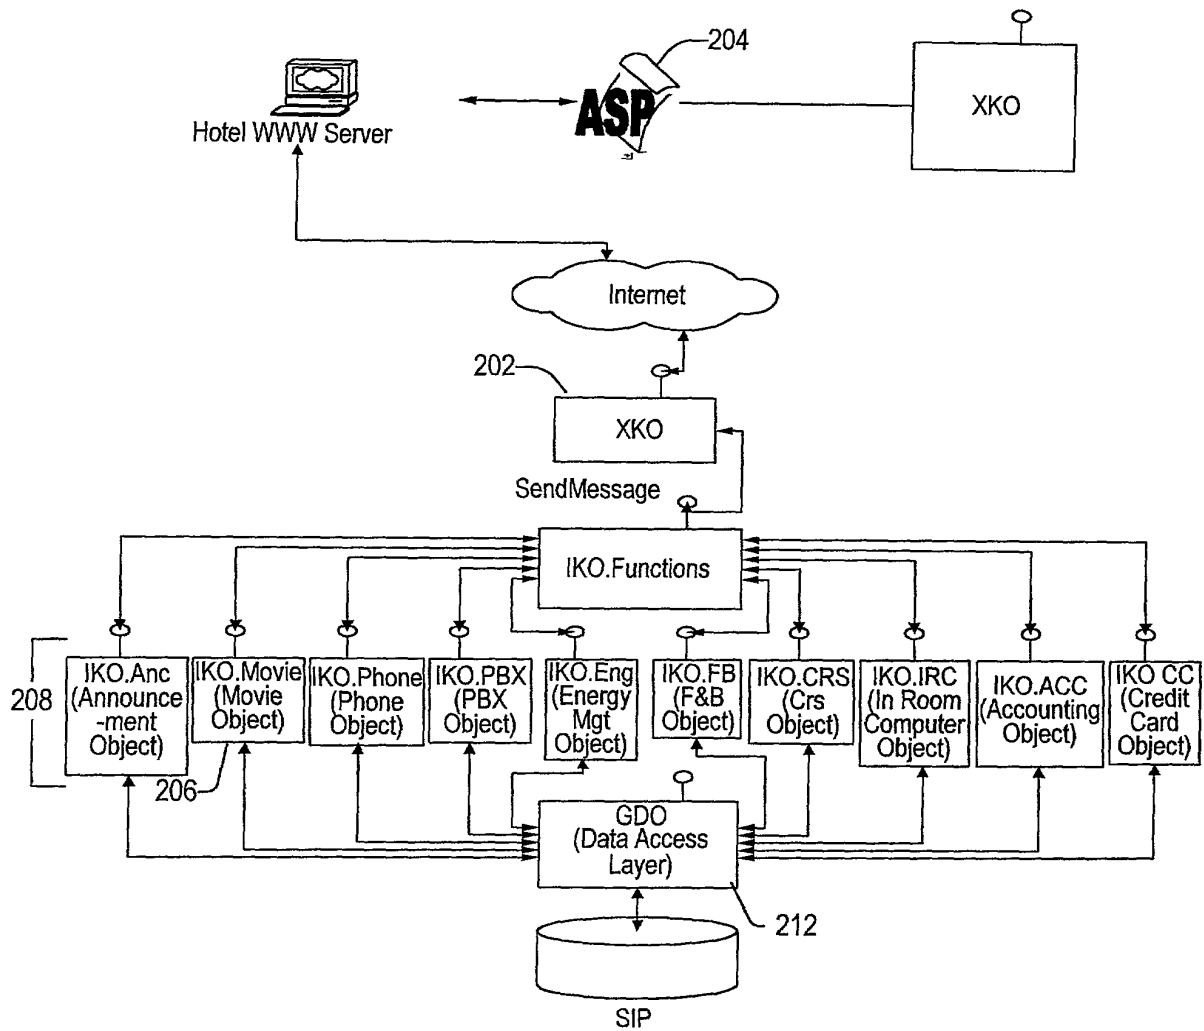 204
ASP
XKO
Hotel WWW Server
Internet
202
XKO
SendMessage
IKO.Functions
208
IKO.Anc
(Announce
-ment
Object)
IKO.Movie
(Movie
Object)
IKO.Phone
(Phone
Object)
IKO.PBX
(PBX
Object)
IKO.Eng
(Energy
Mgt
Object)
IKO.FB
(F&B
Object)
IKO.CRS
(Crs
Object)
IKO.IRC
(In Room
Computer
Object)
IKO.ACC
(Accounting
Object)
IKO CC
(Credit
Card
Object)
206
GDO
(Data Access
Layer)
212
SIP